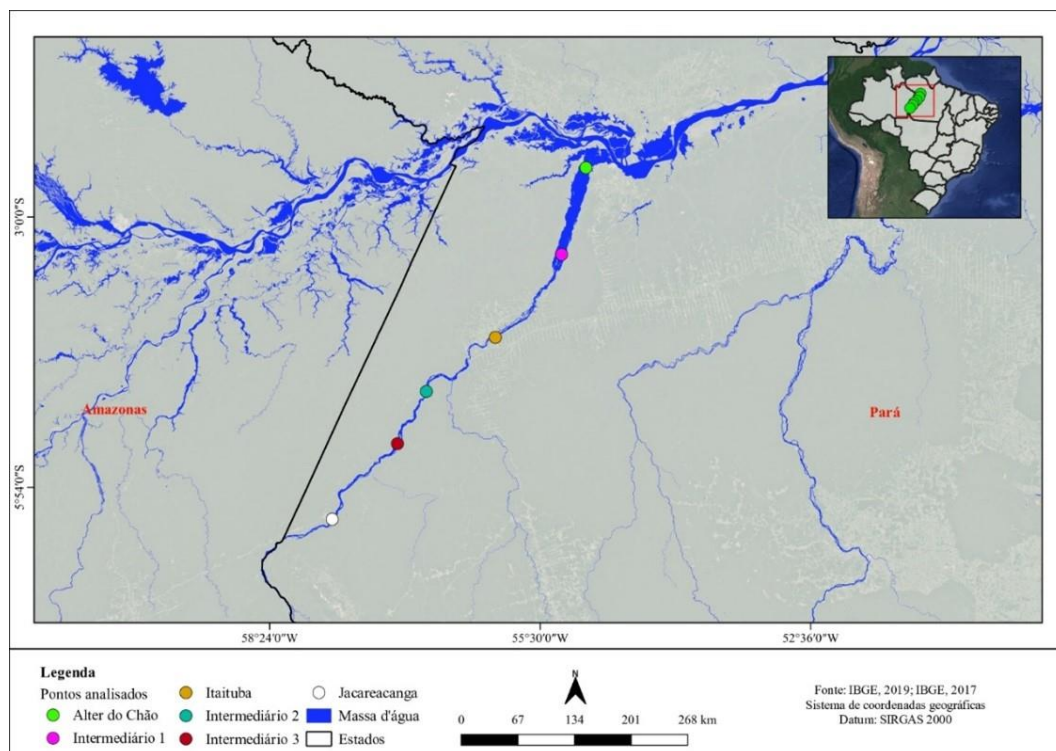 3°0'0"S
5°54'0"S
Amazonas
Pará
58°24'0"W
55°30'0"W
52°36'0"W
Legenda
Pontos analisados
Alter do Chão
Intermediário 1
Itaituba
Intermediário 2
Intermediário 3
Jacareacanga
Massa d'água
Estados
N
0 67 134 201 268 km
Fonte: IBGE, 2019; IBGE, 2017
Sistema de coordenadas geográficas
Datum: SIRGAS 2000